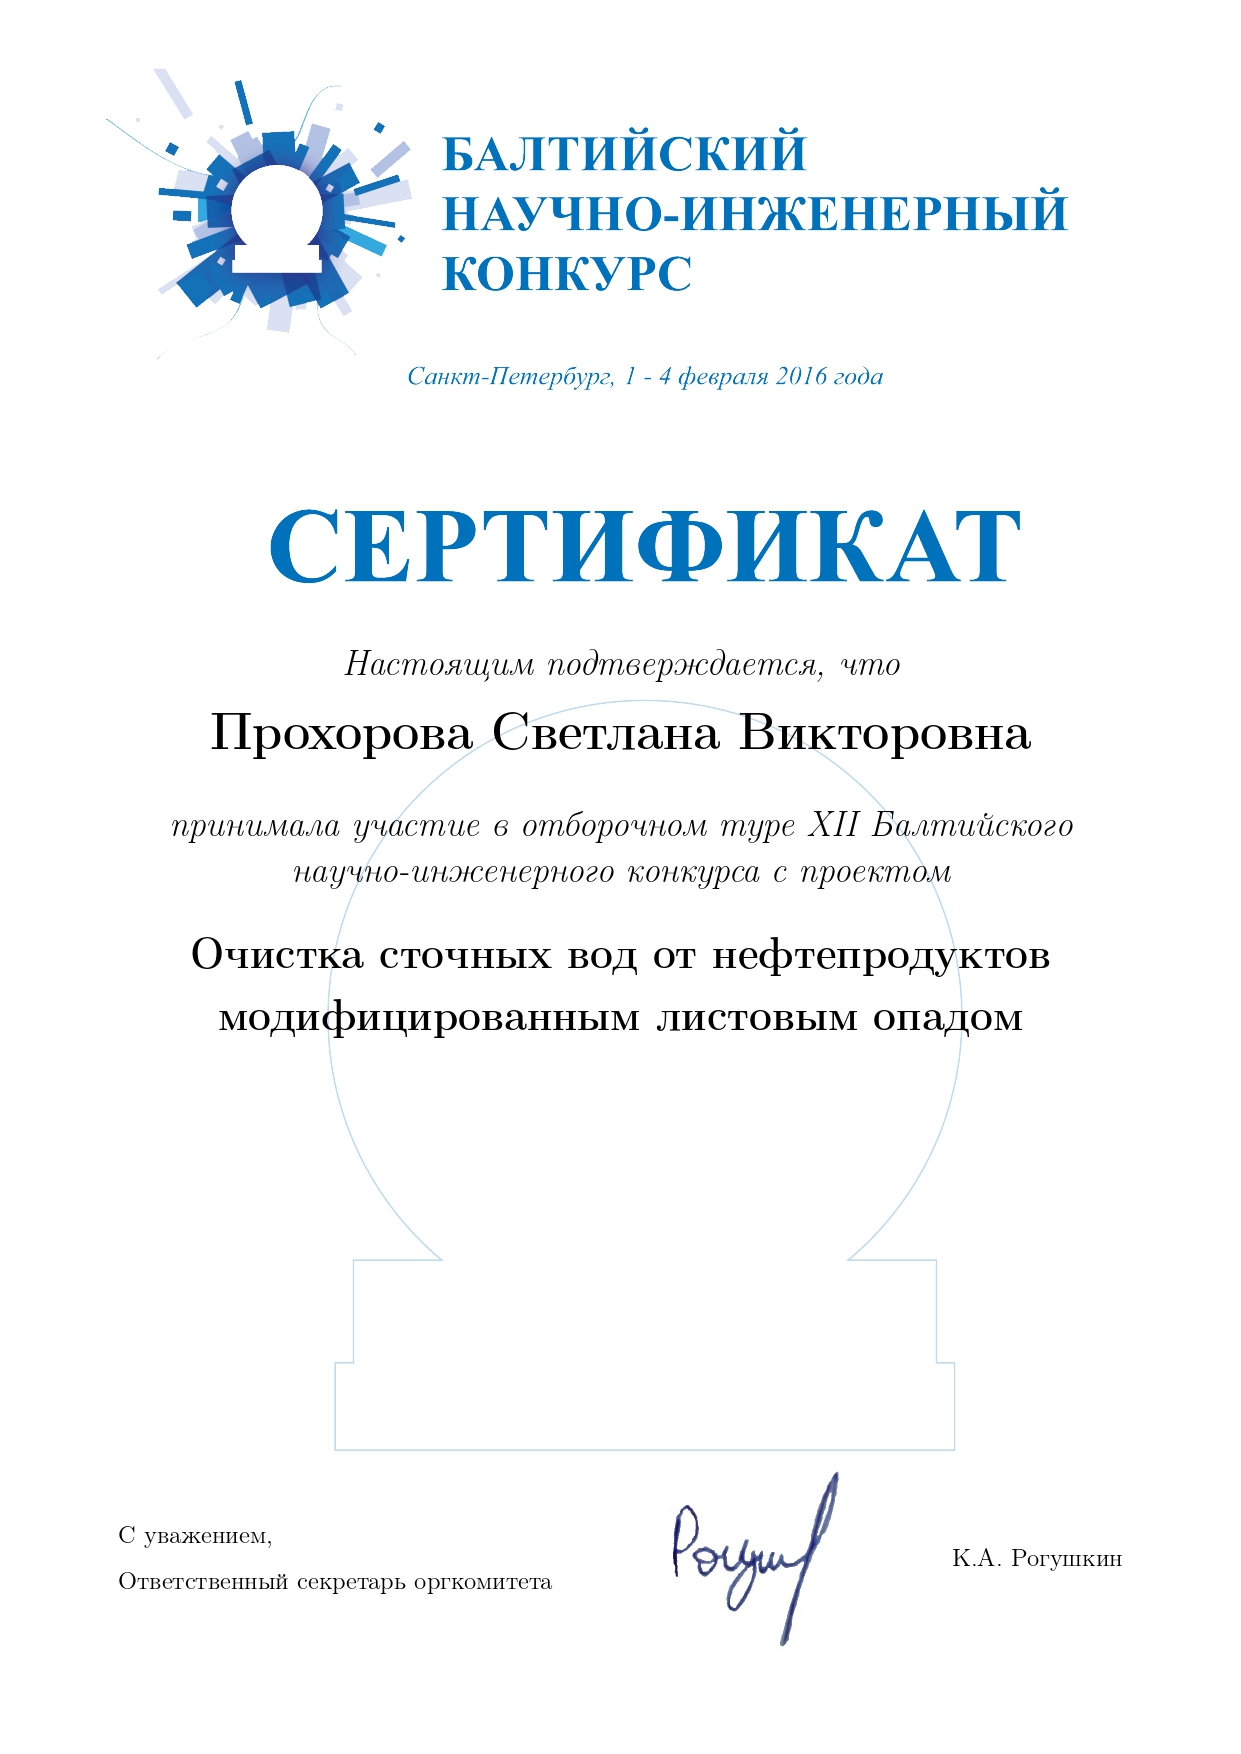 БАЛТИЙСКИЙ
НАУЧНО-ИНЖЕНЕРНЫЙ
КОНКУРС
Санкт-Петербург, 1 - 4 февраля 2016 года
СЕРТИФИКАТ
Настоящим подтверждается, что
Прохорова Светлана Викторовна
принимала участие в отборочном туре XII Балтийского
научно-инженерного конкурса с проектом
Очистка сточных вод от нефтепродуктов
модифицированным листовым опадом
С уважением,
Ответственный секретарь оргкомитета
К.А. Рогушкин